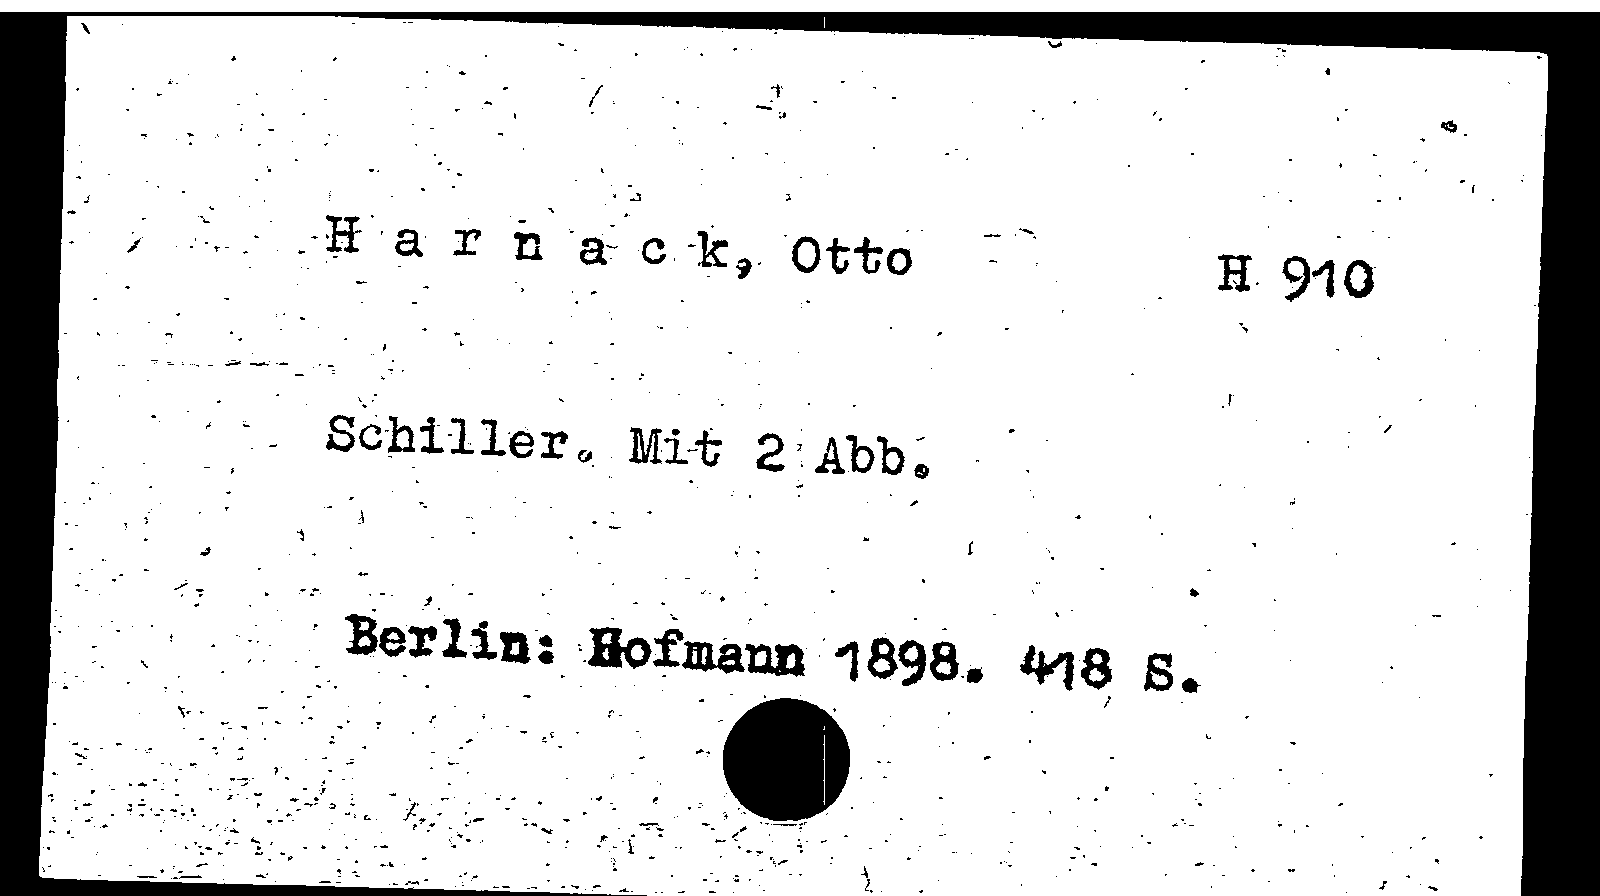 H a r n a c k, Otto
H 910
Schiller. Mit 2 Abb.
Berlin: Hofmann 1898. 418 S.